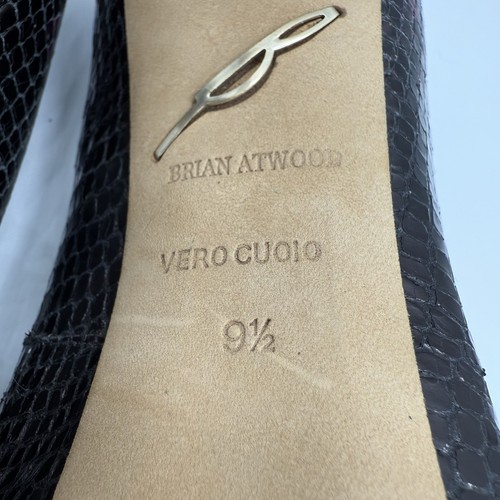 B
BRIAN ATWOOD
VERO CUOIO
9½